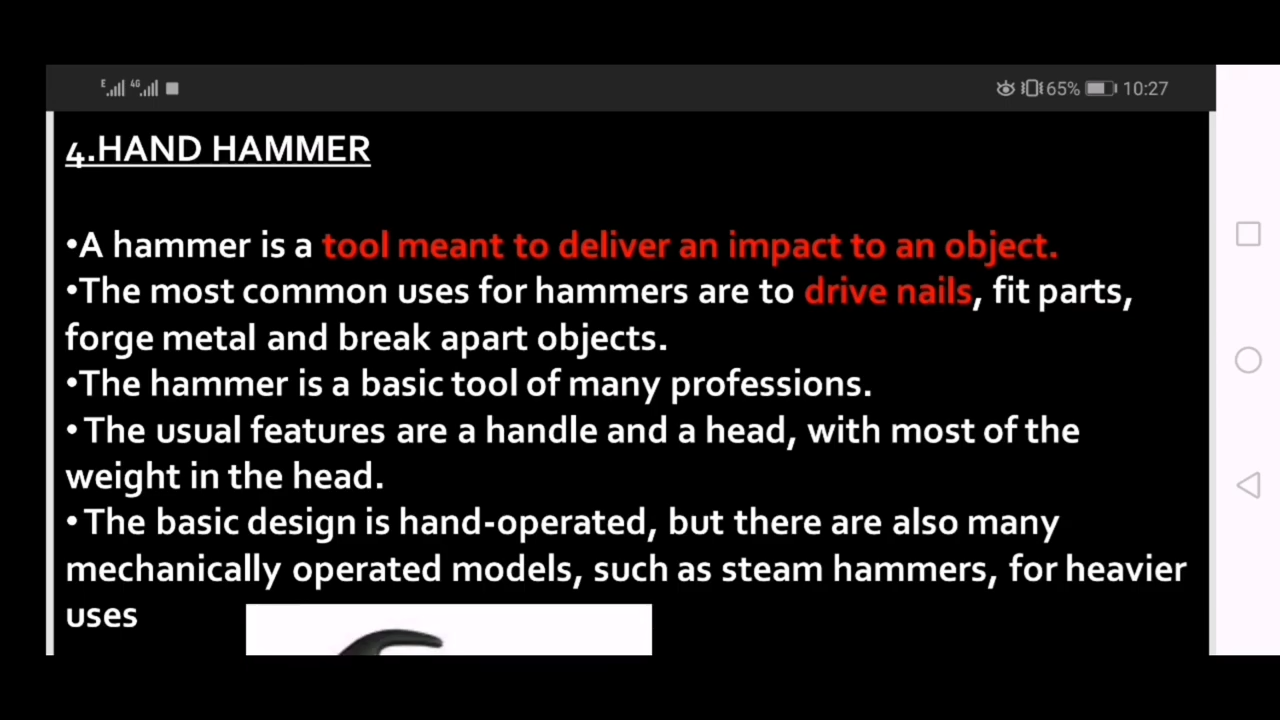 E 4G 65% 10:27
4.HAND HAMMER
•A hammer is a tool meant to deliver an impact to an object.
•The most common uses for hammers are to drive nails, fit parts,
forge metal and break apart objects.
•The hammer is a basic tool of many professions.
• The usual features are a handle and a head, with most of the
weight in the head.
• The basic design is hand-operated, but there are also many
mechanically operated models, such as steam hammers, for heavier
uses